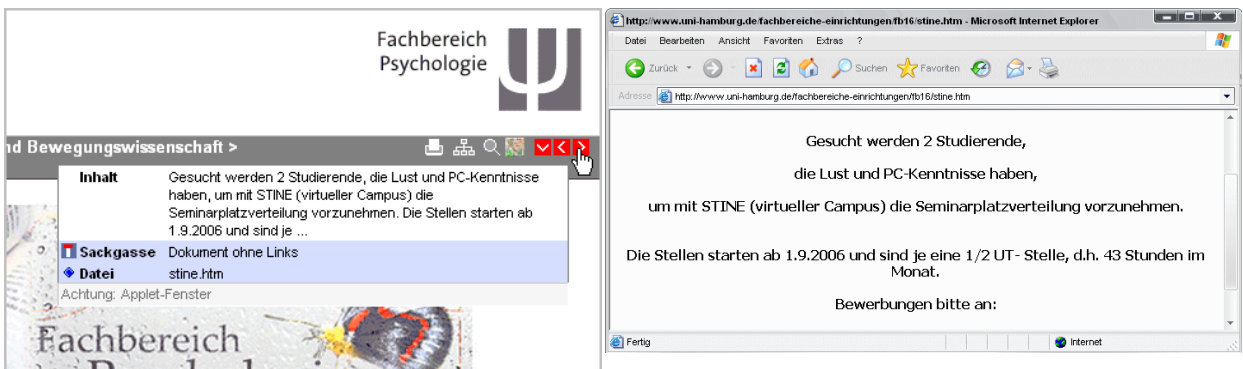 Fachbereich
Psychologie
nd Bewegungswissenschaft >
Inhalt Gesucht werden 2 Studierende, die Lust und PC-Kenntnisse
haben, um mit STINE (virtueller Campus) die
Seminarplatzverteilung vorzunehmen. Die Stellen starten ab
1.9.2006 und sind je ...
Sackgasse Dokument ohne Links
Datei stine.htm
Achtung: Applet-Fenster
Fachbereich
http://www.uni-hamburg.de/fachbereiche-einrichtungen/fb16/stine.htm - Microsoft Internet Explorer
Datei Bearbeiten Ansicht Favoriten Extras ?
Zurück Suchen Favoriten
Adresse http://www.uni-hamburg.de/fachbereiche-einrichtungen/fb16/stine.htm
Gesucht werden 2 Studierende,
die Lust und PC-Kenntnisse haben,
um mit STINE (virtueller Campus) die Seminarplatzverteilung vorzunehmen.
Die Stellen starten ab 1.9.2006 und sind je eine 1/2 UT- Stelle, d.h. 43 Stunden im
Monat.
Bewerbungen bitte an:
Fertig Internet